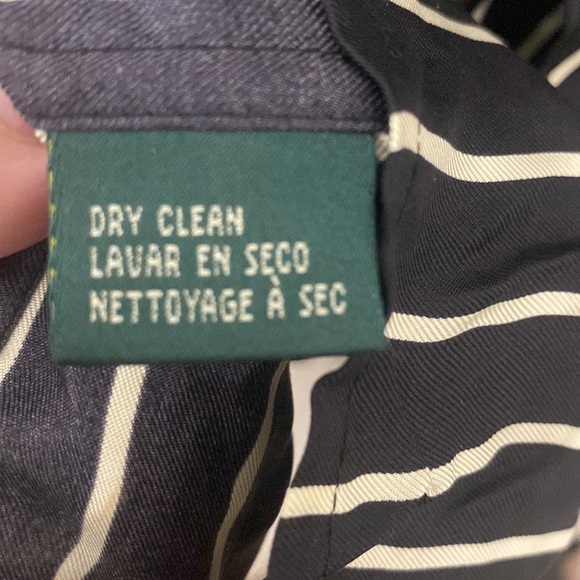 DRY CLEAN
LAVAR EN SECO
NETTOYAGE À SEC